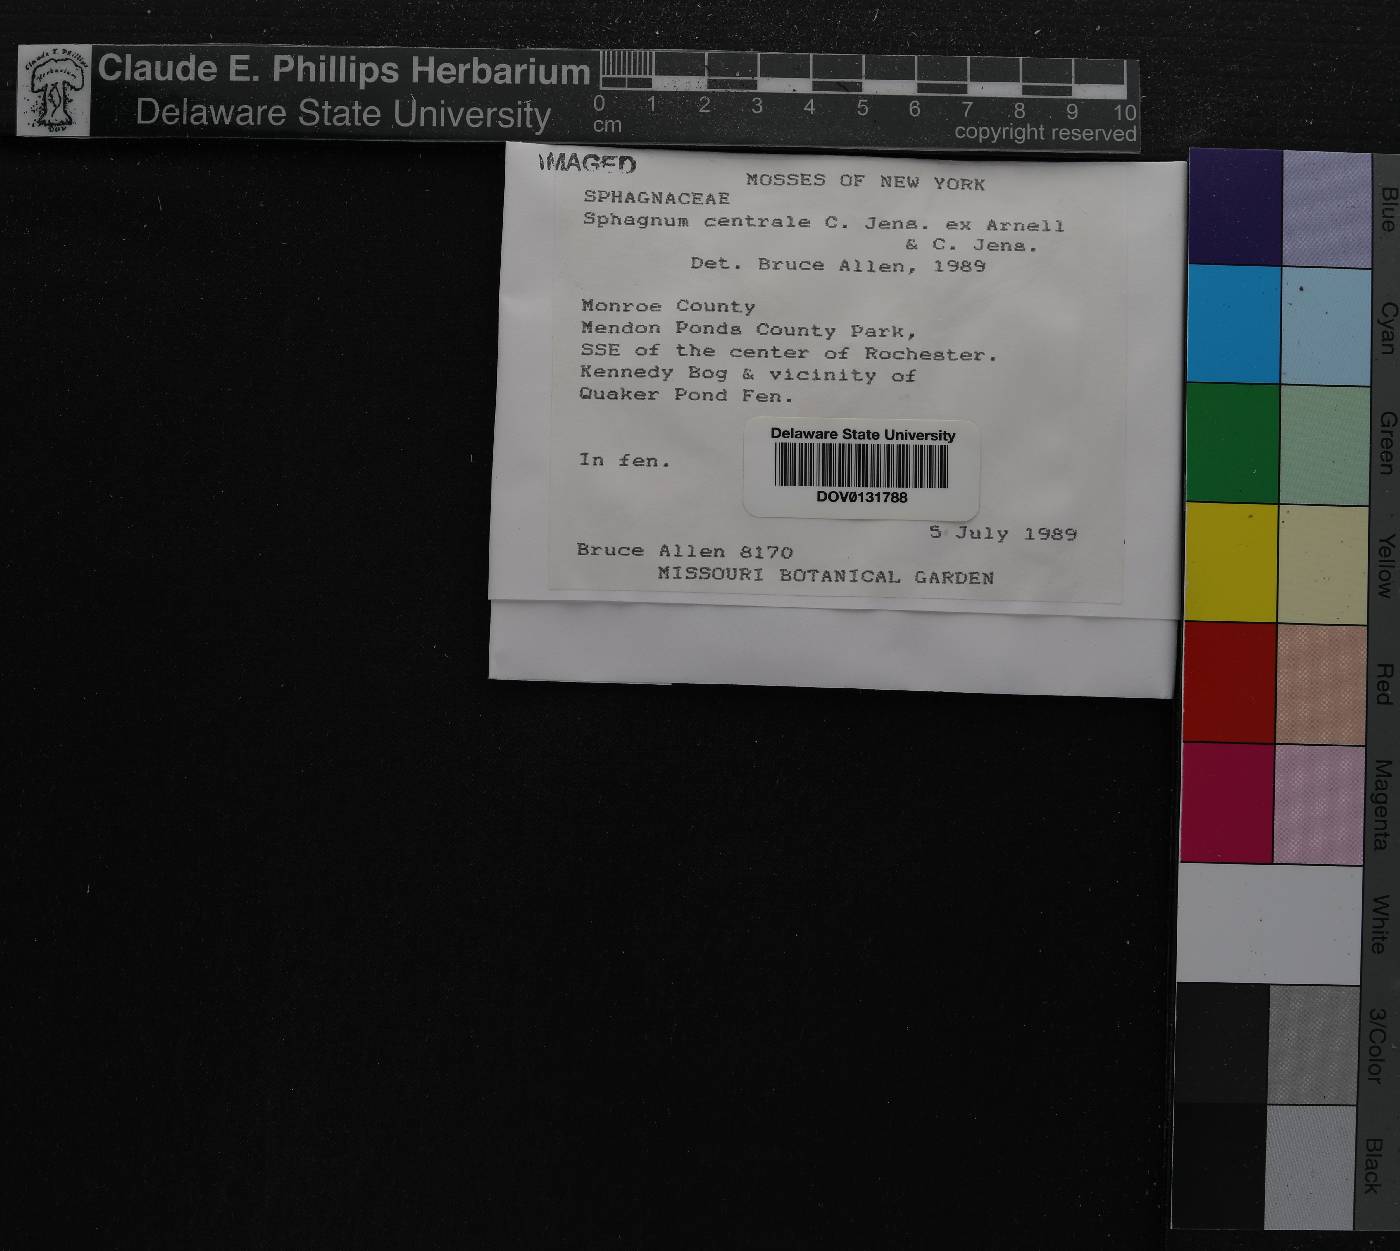 Claude E. Phillips Herbarium
Delaware State University
0 1 2 3 4 5 6 7 8 9 10
cm
copyright reserved
Claude E. Phillips
Herbarium
DOV
IMAGED
MOSSES OF NEW YORK
SPHAGNACEAE
Sphagnum centrale C. Jens. ex Arnell
& C. Jens.
Det. Bruce Allen, 1989
Monroe County
Mendon Ponds County Park,
SSE of the center of Rochester.
Kennedy Bog & vicinity of
Quaker Pond Fen.
In fen.
Delaware State University
DOV0131788
5 July 1989
Bruce Allen 8170
MISSOURI BOTANICAL GARDEN
Blue
Cyan
Green
Yellow
Red
Magenta
White
3/Color
Black